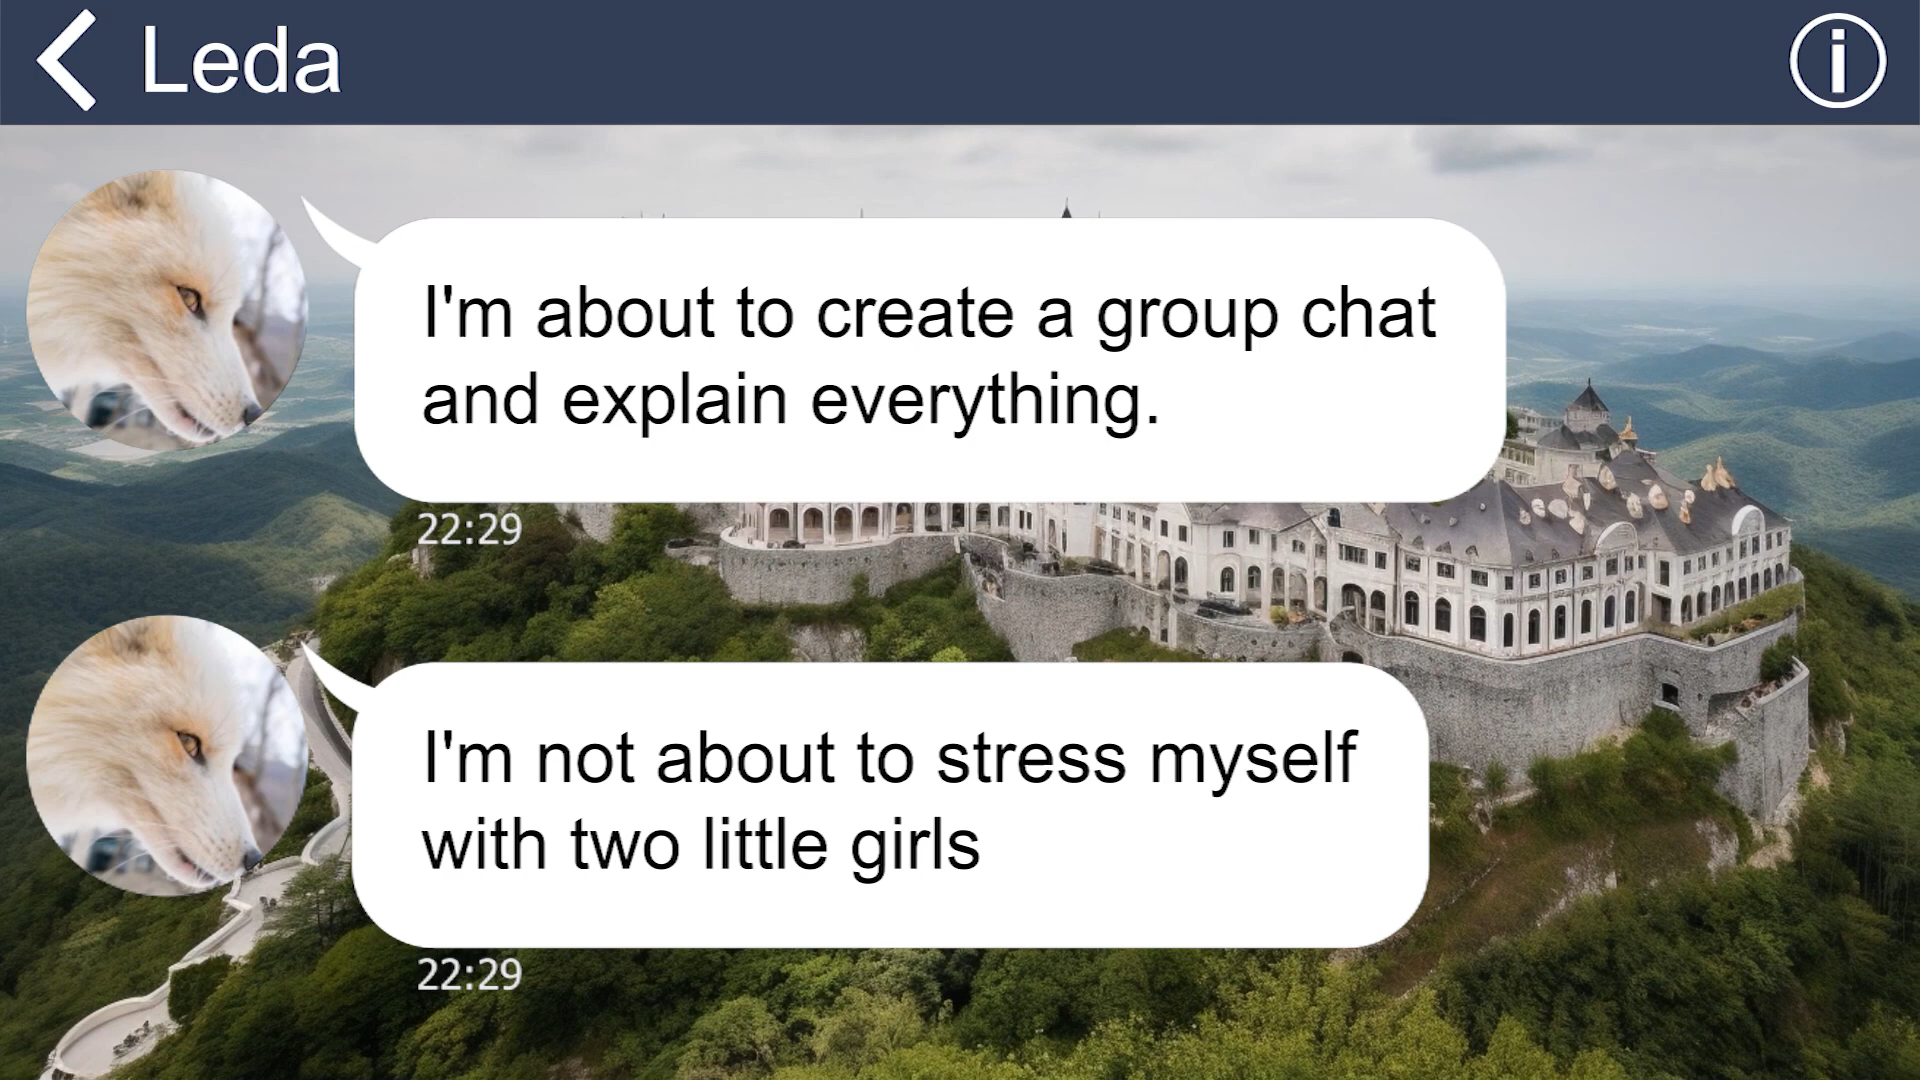 Leda
I'm about to create a group chat
and explain everything.
22:29
I'm not about to stress myself
with two little girls
22:29